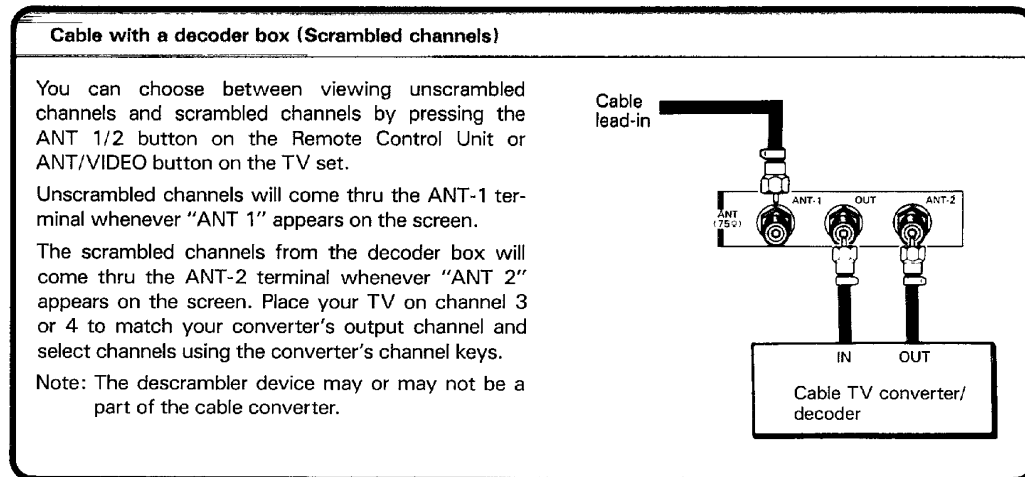 Cable with a decoder box (Scrambled channels)
You can choose between viewing unscrambled
channels and scrambled channels by pressing the
ANT 1/2 button on the Remote Control Unit or
ANT/VIDEO button on the TV set.
Unscrambled channels will come thru the ANT-1 ter-
minal whenever "ANT 1" appears on the screen.
The scrambled channels from the decoder box will
come thru the ANT-2 terminal whenever "ANT 2"
appears on the screen. Place your TV on channel 3
or 4 to match your converter's output channel and
select channels using the converter's channel keys.
Note: The descrambler device may or may not be a
part of the cable converter.
Cable
lead-in
ANT-1 OUT ANT-2
ANT
(75Ω)
IN OUT
Cable TV converter/
decoder